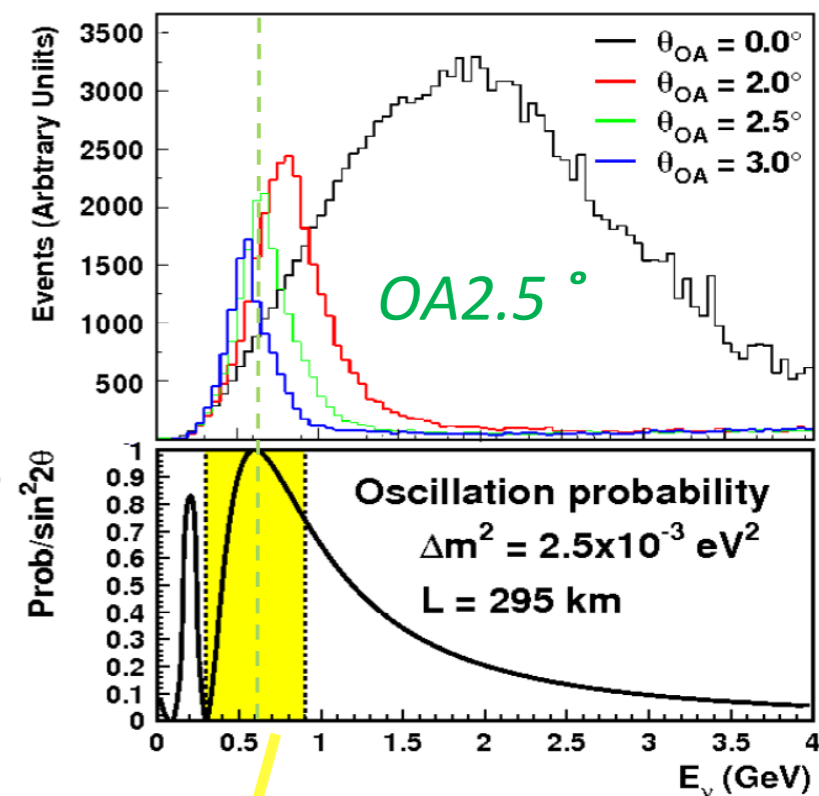 Events (Arbtrary Uniits)
3500
3000
2500
2000
1500
1000
500
θOA = 0.0°
θOA = 2.0°
θOA = 2.5°
θOA = 3.0°
OA2.5 °
Prob/sin²2θ
1
0.9
0.8
0.7
0.6
0.5
0.4
0.3
0.2
0.1
0
Oscillation probability
Δm² = 2.5x10⁻³ eV²
L = 295 km
0 0.5 1 1.5 2 2.5 3 3.5 4
Eν (GeV)